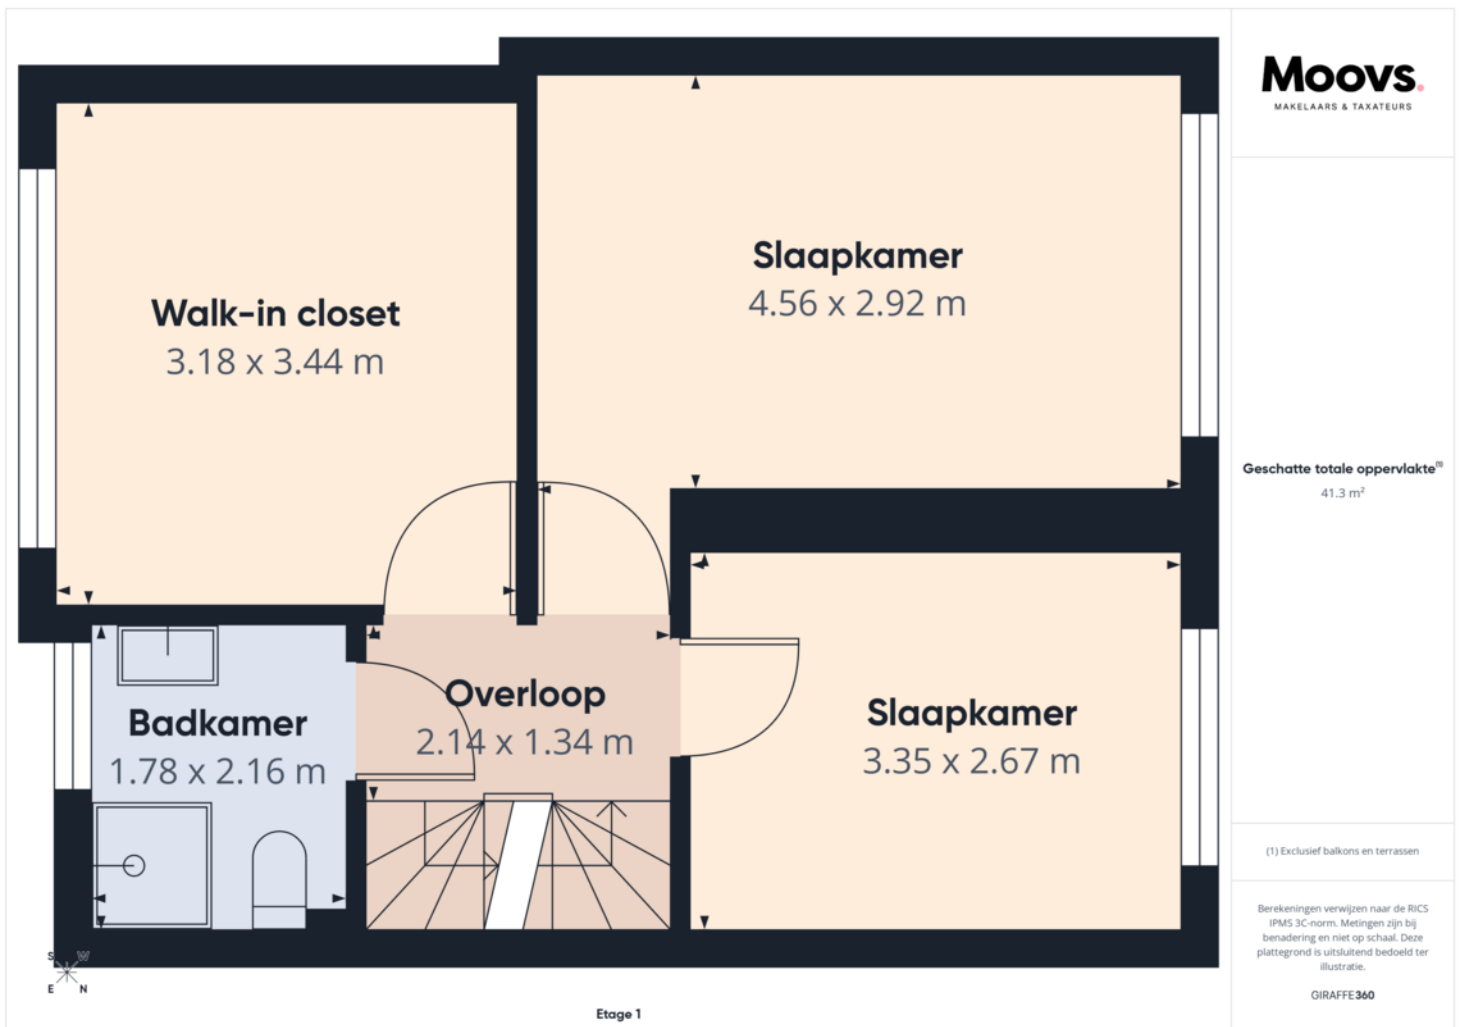 Moovs.
MAKELAARS & TAXATEURS
Walk-in closet
3.18 x 3.44 m
Slaapkamer
4.56 x 2.92 m
Geschatte totale oppervlakte(1)
41.3 m²
Badkamer
1.78 x 2.16 m
Overloop
2.14 x 1.34 m
Slaapkamer
3.35 x 2.67 m
(1) Exclusief balkons en terrassen
Berekeningen verwijzen naar de RICS
IPMS 3C-norm. Metingen zijn bij
benadering en niet op schaal. Deze
plattegrond is uitsluitend bedoeld ter
illustratie.
GIRAFFE360
S W
E N
Etage 1